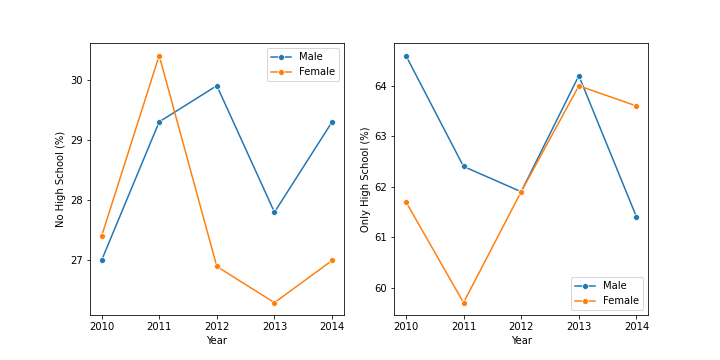 No High School (%)
30
29
28
27
2010 2011 2012 2013 2014
Year
Male
Female
Only High School (%)
64
63
62
61
60
2010 2011 2012 2013 2014
Year
Male
Female